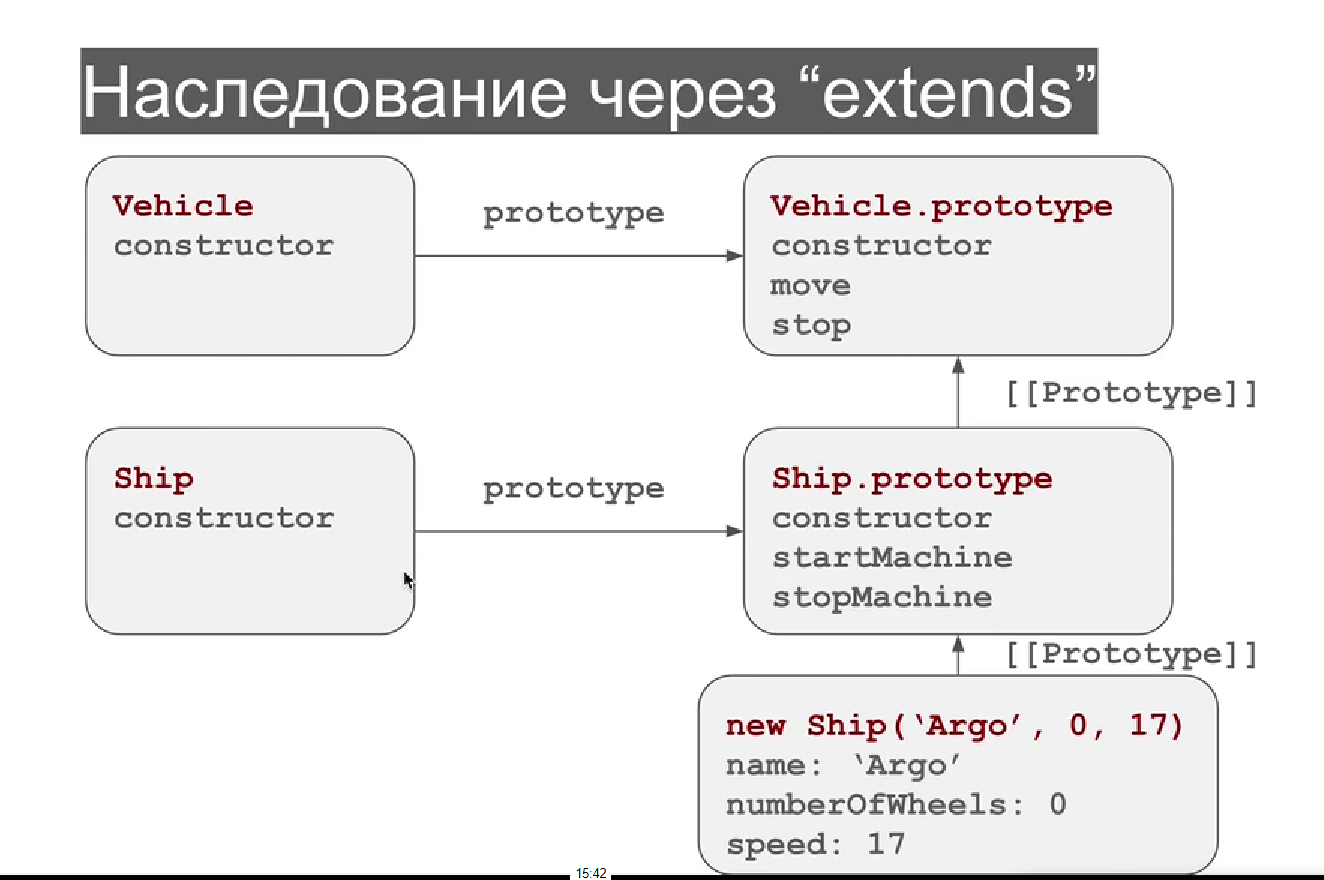 Наследование через “extends”
Vehicle
constructor
prototype
Vehicle.prototype
constructor
move
stop
[[Prototype]]
Ship
constructor
prototype
Ship.prototype
constructor
startMachine
stopMachine
[[Prototype]]
new Ship(‘Argo’, 0, 17)
name: ‘Argo’
numberOfWheels: 0
speed: 17
15:42